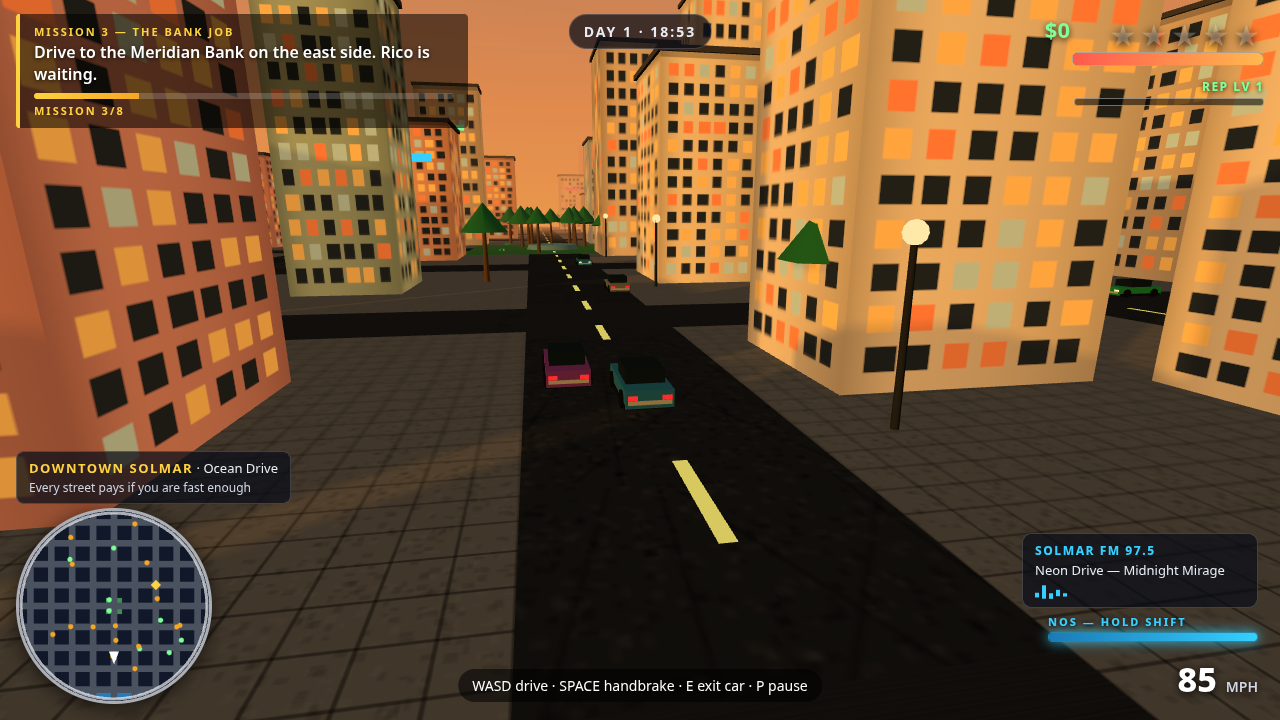 MISSION 3 — THE BANK JOB
Drive to the Meridian Bank on the east side. Rico is
waiting.
MISSION 3/8
DAY 1 · 18:53
$0
REP LV 1
DOWNTOWN SOLMAR · Ocean Drive
Every street pays if you are fast enough
SOLMAR FM 97.5
Neon Drive — Midnight Mirage
NOS — HOLD SHIFT
85 MPH
WASD drive · SPACE handbrake · E exit car · P pause